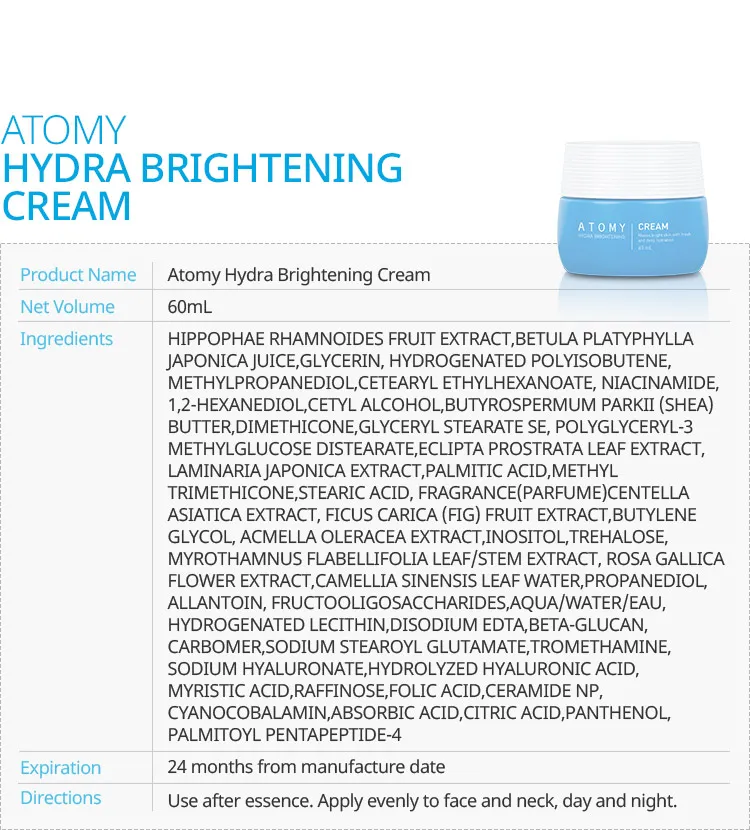 ATOMY
HYDRA BRIGHTENING
CREAM
ATOMY
HYDRA BRIGHTENING
CREAM
60 mL
Product Name
Atomy Hydra Brightening Cream
Net Volume
60mL
Ingredients
HIPPOPHAE RHAMNOIDES FRUIT EXTRACT,BETULA PLATYPHYLLA
JAPONICA JUICE,GLYCERIN, HYDROGENATED POLYISOBUTENE,
METHYLPROPANEDIOL,CETEARYL ETHYLHEXANOATE, NIACINAMIDE,
1,2-HEXANEDIOL,CETYL ALCOHOL,BUTYROSPERMUM PARKII (SHEA)
BUTTER,DIMETHICONE,GLYCERYL STEARATE SE, POLYGLYCERYL-3
METHYLGLUCOSE DISTEARATE,ECLIPTA PROSTRATA LEAF EXTRACT,
LAMINARIA JAPONICA EXTRACT,PALMITIC ACID,METHYL
TRIMETHICONE,STEARIC ACID, FRAGRANCE(PARFUME)CENTELLA
ASIATICA EXTRACT, FICUS CARICA (FIG) FRUIT EXTRACT,BUTYLENE
GLYCOL, ACMELLA OLERACEA EXTRACT,INOSITOL,TREHALOSE,
MYROTHAMNUS FLABELLIFOLIA LEAF/STEM EXTRACT, ROSA GALLICA
FLOWER EXTRACT,CAMELLIA SINENSIS LEAF WATER,PROPANEDIOL,
ALLANTOIN, FRUCTOOLIGOSACCHARIDES,AQUA/WATER/EAU,
HYDROGENATED LECITHIN,DISODIUM EDTA,BETA-GLUCAN,
CARBOMER,SODIUM STEAROYL GLUTAMATE,TROMETHAMINE,
SODIUM HYALURONATE,HYDROLYZED HYALURONIC ACID,
MYRISTIC ACID,RAFFINOSE,FOLIC ACID,CERAMIDE NP,
CYANOCOBALAMIN,ABSORBIC ACID,CITRIC ACID,PANTHENOL,
PALMITOYL PENTAPEPTIDE-4
Expiration
24 months from manufacture date
Directions
Use after essence. Apply evenly to face and neck, day and night.